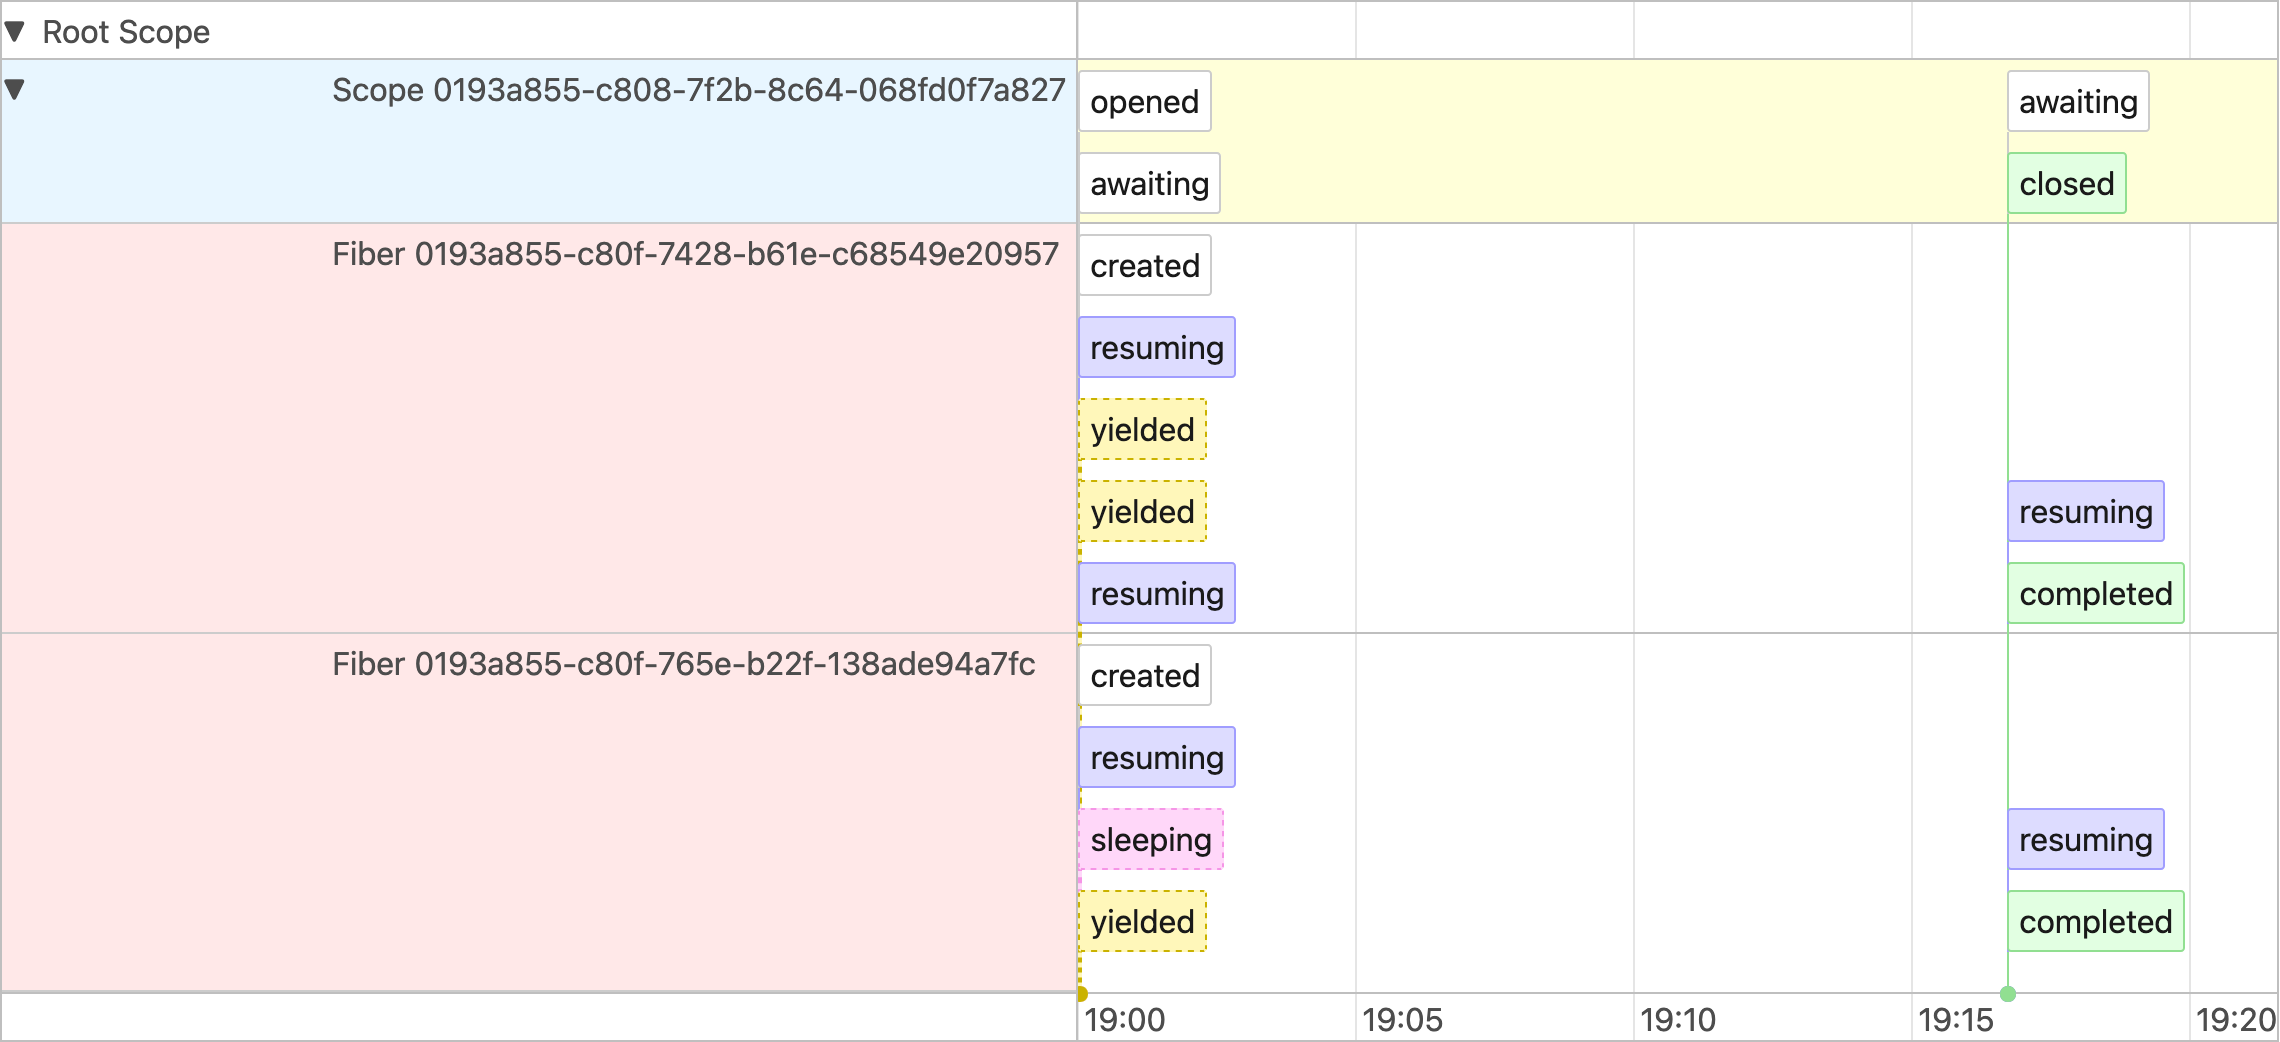 ▼ Root Scope
▼ Scope 0193a855-c808-7f2b-8c64-068fd0f7a827
opened
awaiting
awaiting
closed
Fiber 0193a855-c80f-7428-b61e-c68549e20957
created
resuming
yielded
yielded
resuming
resuming
completed
Fiber 0193a855-c80f-765e-b22f-138ade94a7fc
created
resuming
sleeping
resuming
yielded
completed
19:00 19:05 19:10 19:15 19:20